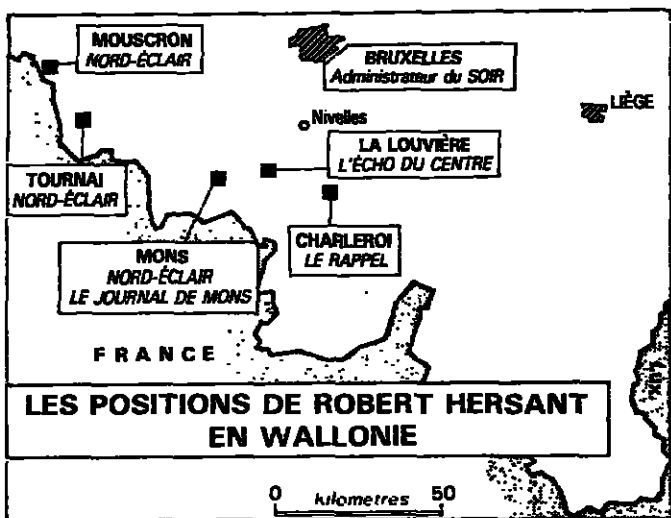 MOUSCRON
NORD-ÉCLAIR
BRUXELLES
Administrateur du SOIR
LIÈGE
Nivelles
LA LOUVIÈRE
L'ÉCHO DU CENTRE
TOURNAI
NORD-ÉCLAIR
MONS
NORD-ÉCLAIR
LE JOURNAL DE MONS
CHARLEROI
LE RAPPEL
FRANCE
LUX.
LES POSITIONS DE ROBERT HERSANT
EN WALLONIE
0 kilometres 50